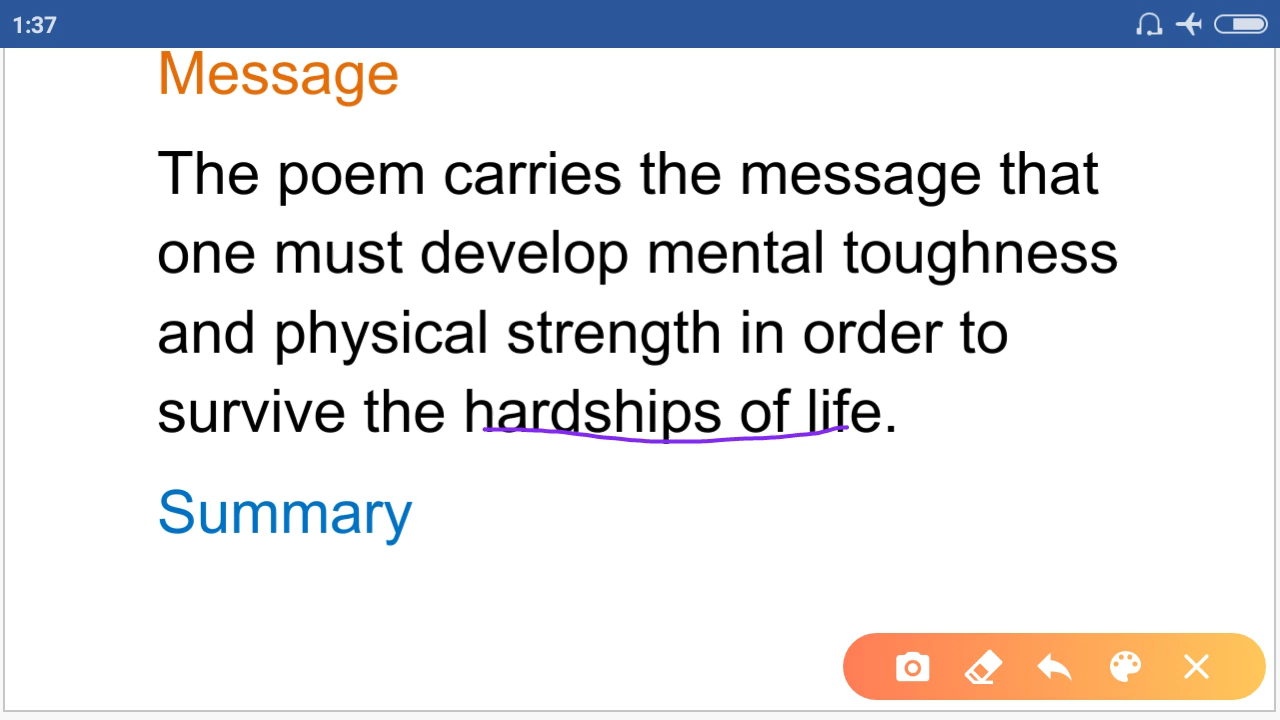 1:37
Message
The poem carries the message that
one must develop mental toughness
and physical strength in order to
survive the hardships of life.
Summary